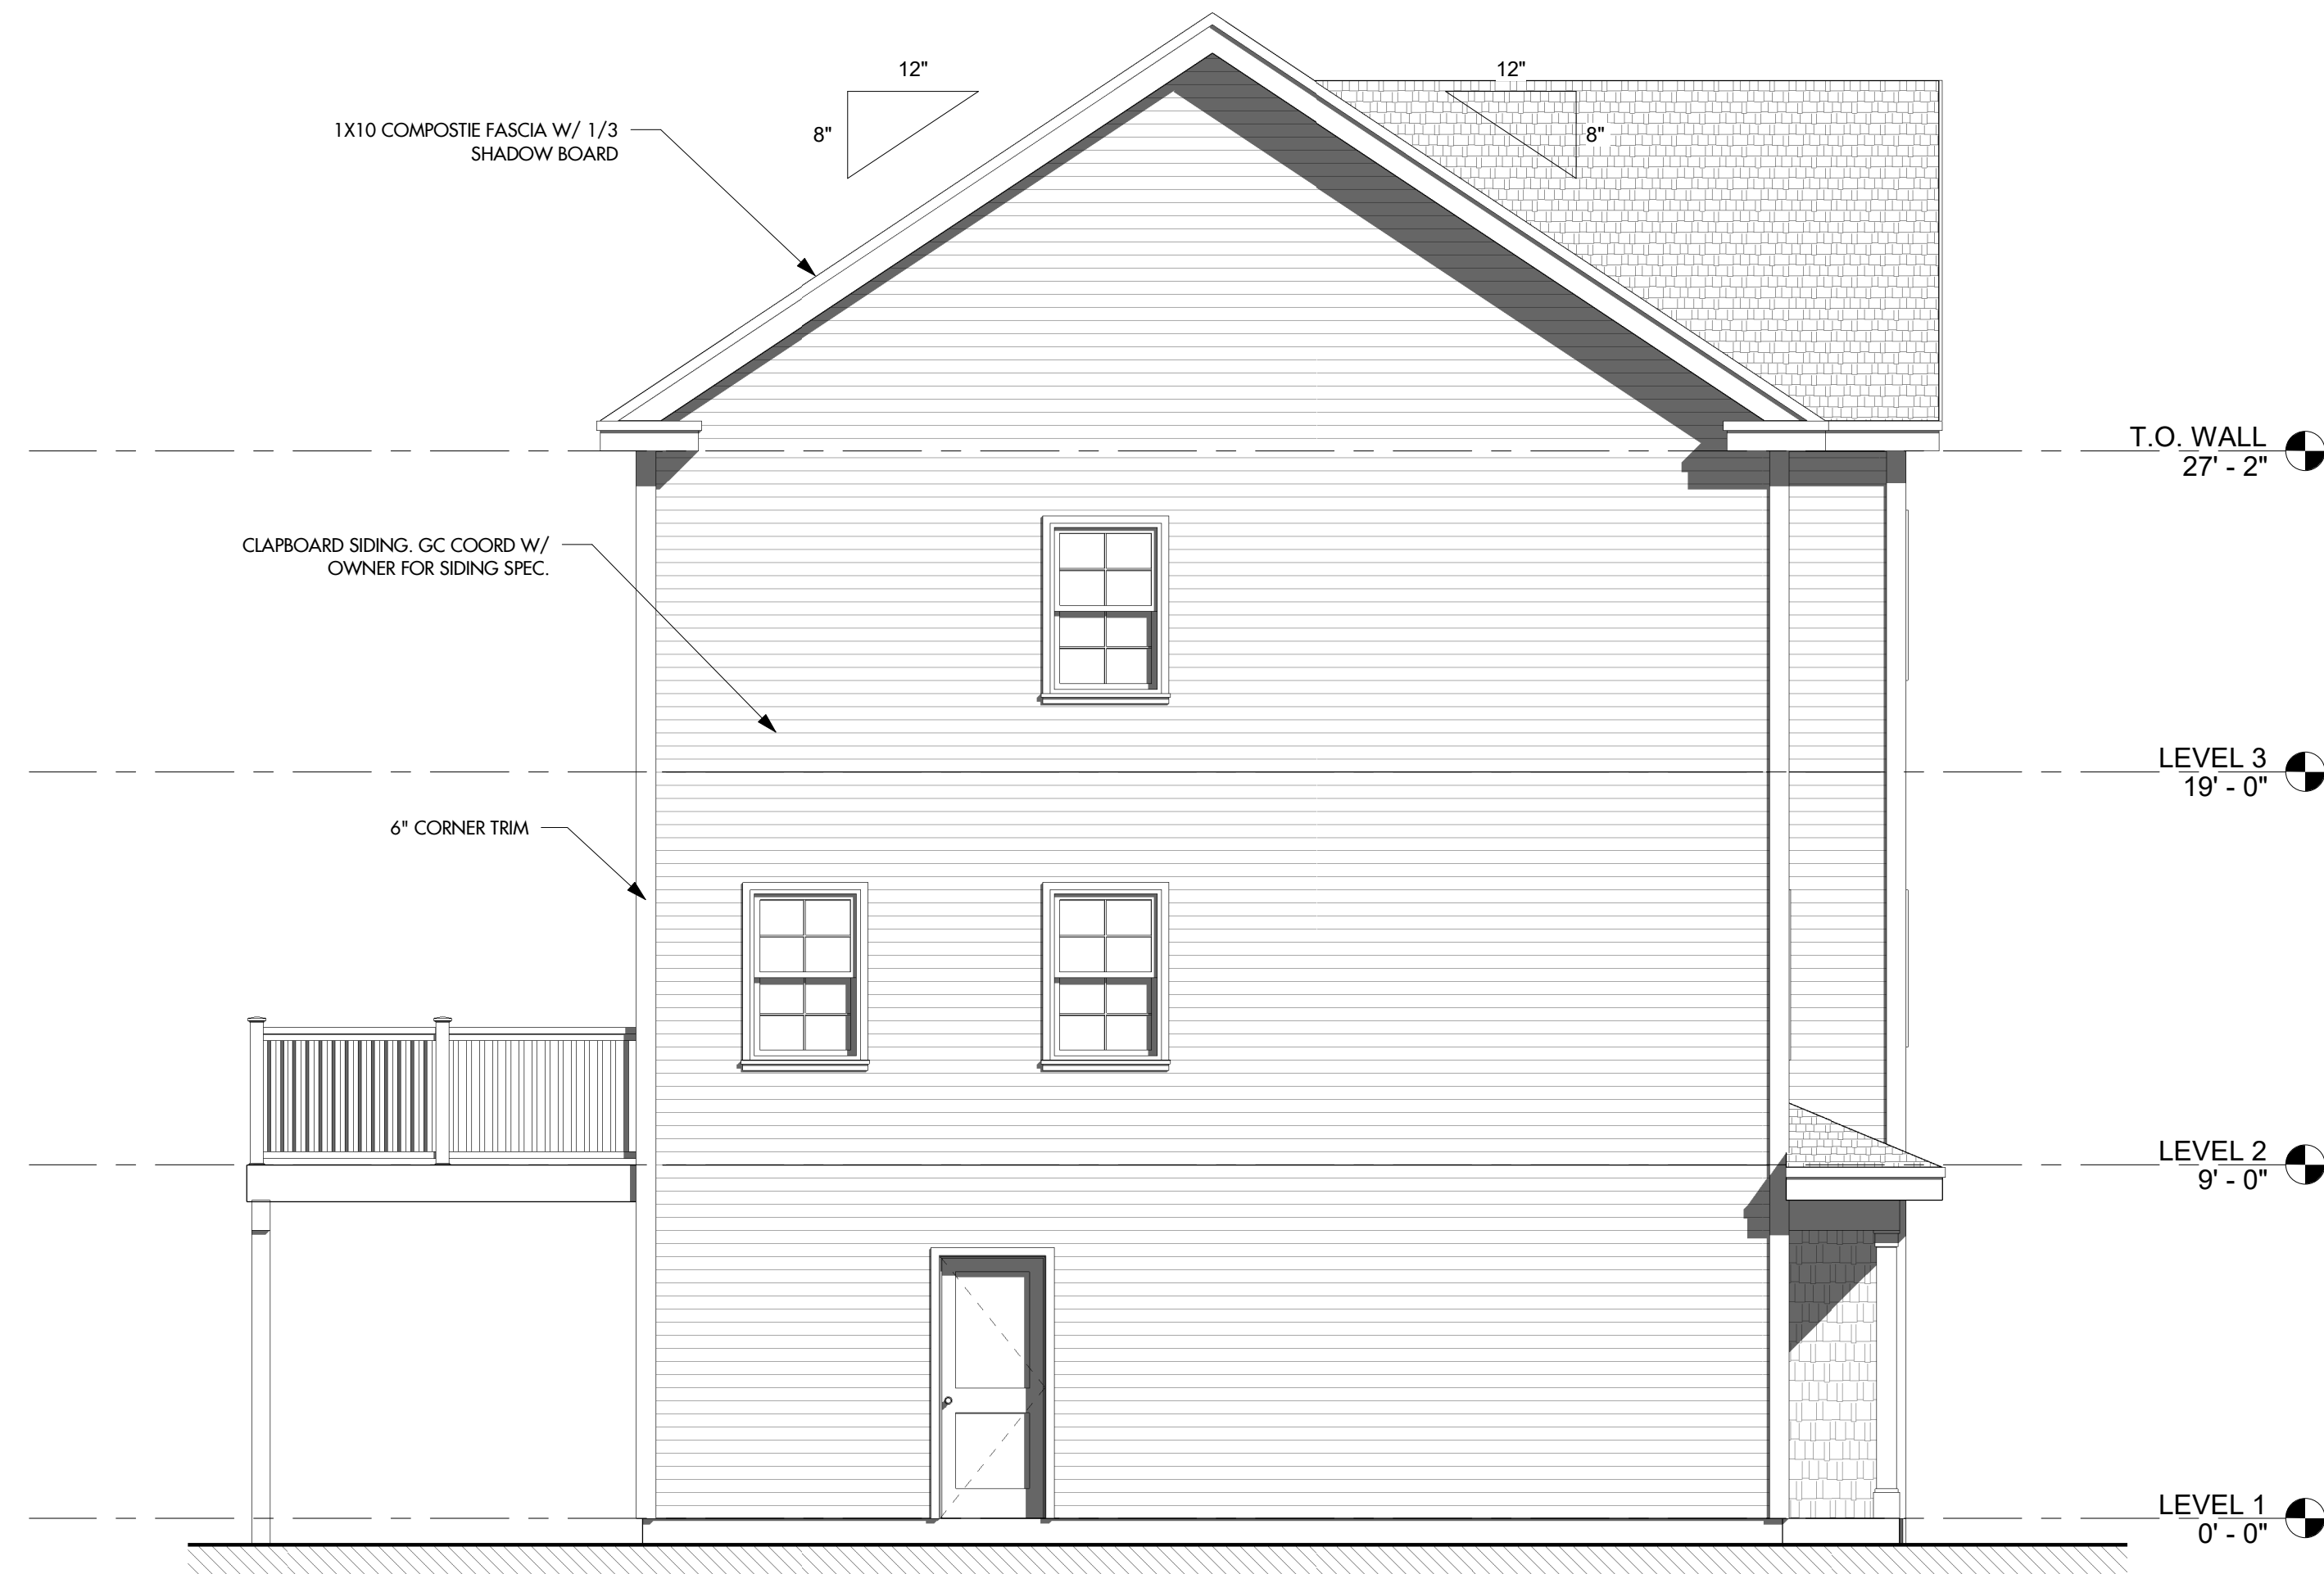 12"
12"
8"
8"
1X10 COMPOSTIE FASCIA W/ 1/3
SHADOW BOARD
T.O. WALL
27' - 2"
CLAPBOARD SIDING. GC COORD W/
OWNER FOR SIDING SPEC.
LEVEL 3
19' - 0"
6" CORNER TRIM
LEVEL 2
9' - 0"
LEVEL 1
0' - 0"